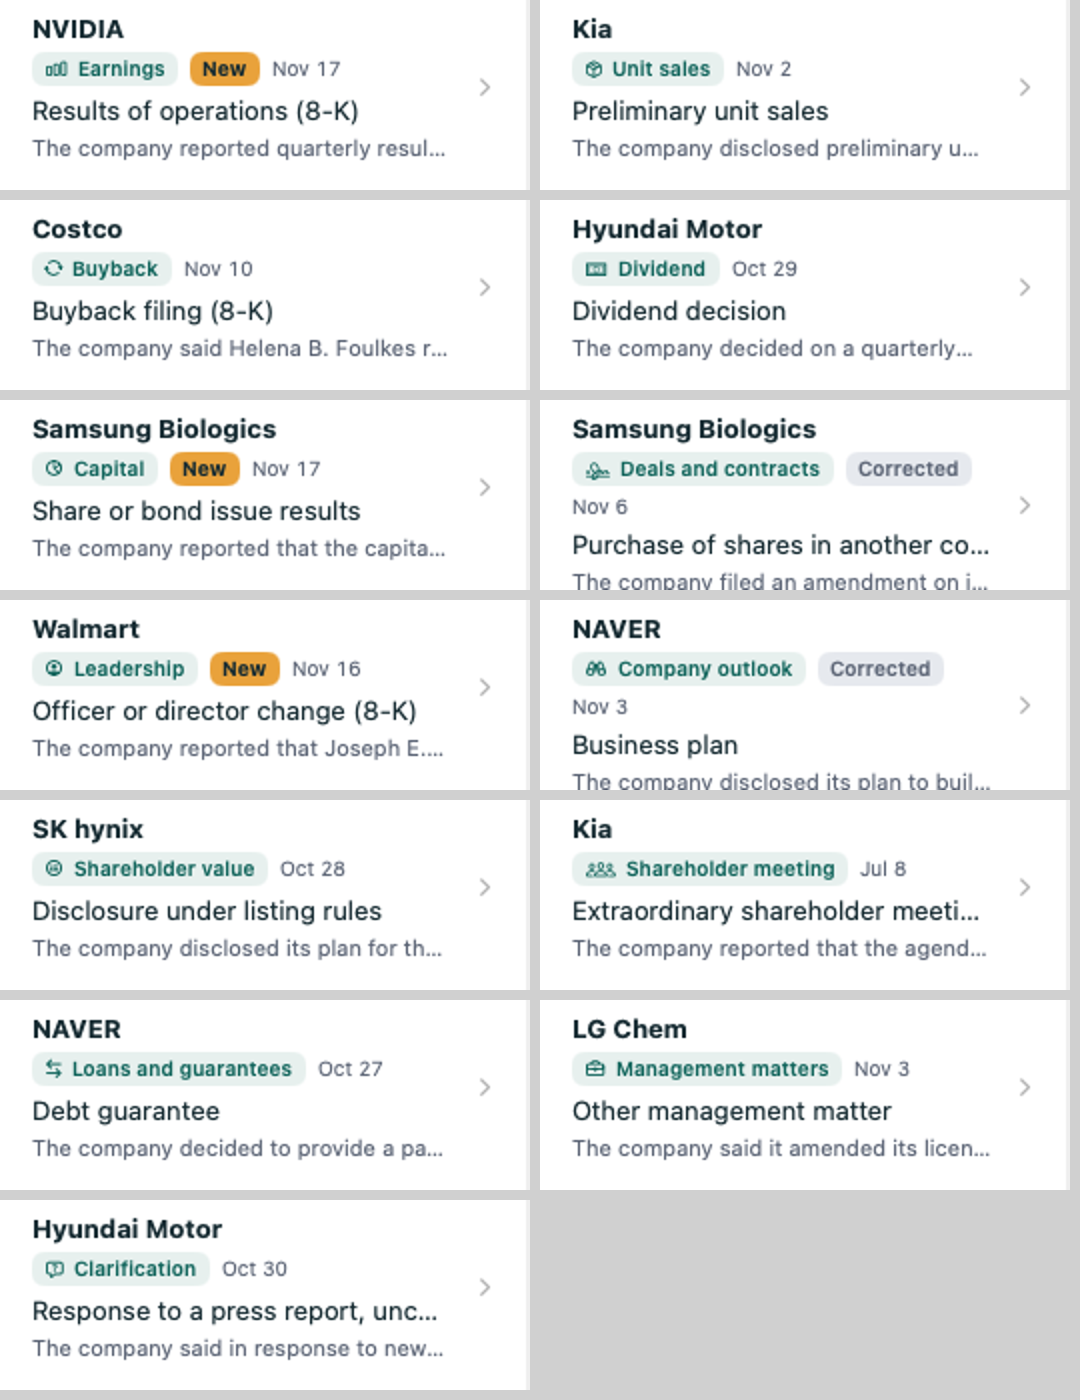 NVIDIA
Earnings New Nov 17
Results of operations (8-K)
The company reported quarterly resul...
Kia
Unit sales Nov 2
Preliminary unit sales
The company disclosed preliminary u...
Costco
Buyback Nov 10
Buyback filing (8-K)
The company said Helena B. Foulkes r...
Hyundai Motor
Dividend Oct 29
Dividend decision
The company decided on a quarterly...
Samsung Biologics
Capital New Nov 17
Share or bond issue results
The company reported that the capita...
Samsung Biologics
Deals and contracts Corrected
Nov 6
Purchase of shares in another co...
The company filed an amendment on i...
Walmart
Leadership New Nov 16
Officer or director change (8-K)
The company reported that Joseph E....
NAVER
Company outlook Corrected
Nov 3
Business plan
The company disclosed its plan to buil...
SK hynix
Shareholder value Oct 28
Disclosure under listing rules
The company disclosed its plan for th...
Kia
Shareholder meeting Jul 8
Extraordinary shareholder meeti...
The company reported that the agend...
NAVER
Loans and guarantees Oct 27
Debt guarantee
The company decided to provide a pa...
LG Chem
Management matters Nov 3
Other management matter
The company said it amended its licen...
Hyundai Motor
Clarification Oct 30
Response to a press report, unc...
The company said in response to new...